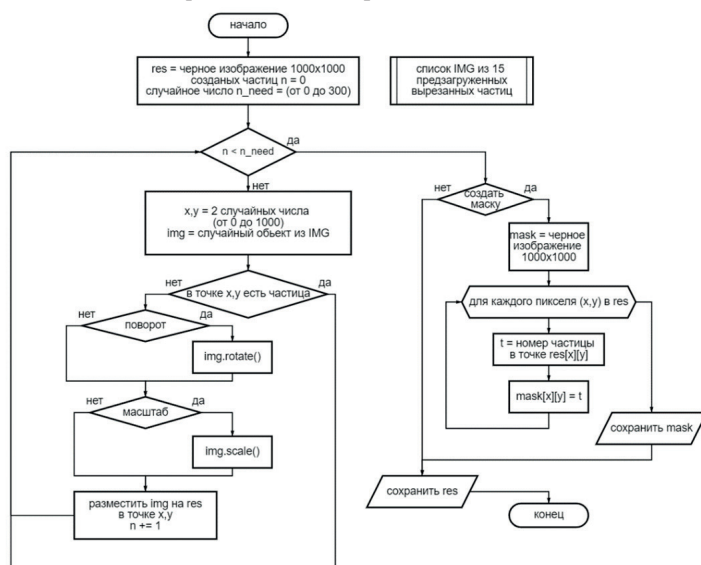 начало
res = черное изображение 1000x1000
созданых частиц n = 0
случайное число n_need = (от 0 до 300)
список IMG из 15
предзагруженных
вырезанных частиц
n < n_need
да
нет
x,y = 2 случайных числа
(от 0 до 1000)
img = случайный обьект из IMG
нет
в точке x,y есть частица
да
нет
поворот
да
img.rotate()
нет
масштаб
да
img.scale()
разместить img на res
в точке x,y
n += 1
нет
создать
маску
да
mask = черное
изображение
1000x1000
для каждого пикселя (x,y) в res
t = номер частицы
в точке res[x][y]
mask[x][y] = t
сохранить mask
сохранить res
конец